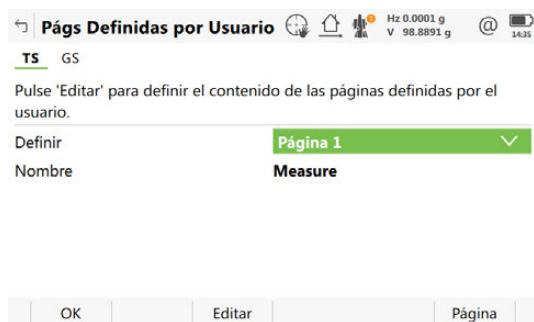 Págs Definidas por Usuario
Hz 0.0001 g
V 98.8891 g
@
14:35
TS GS
Pulse 'Editar' para definir el contenido de las páginas definidas por el
usuario.
Definir Página 1
Nombre Measure
OK Editar Página